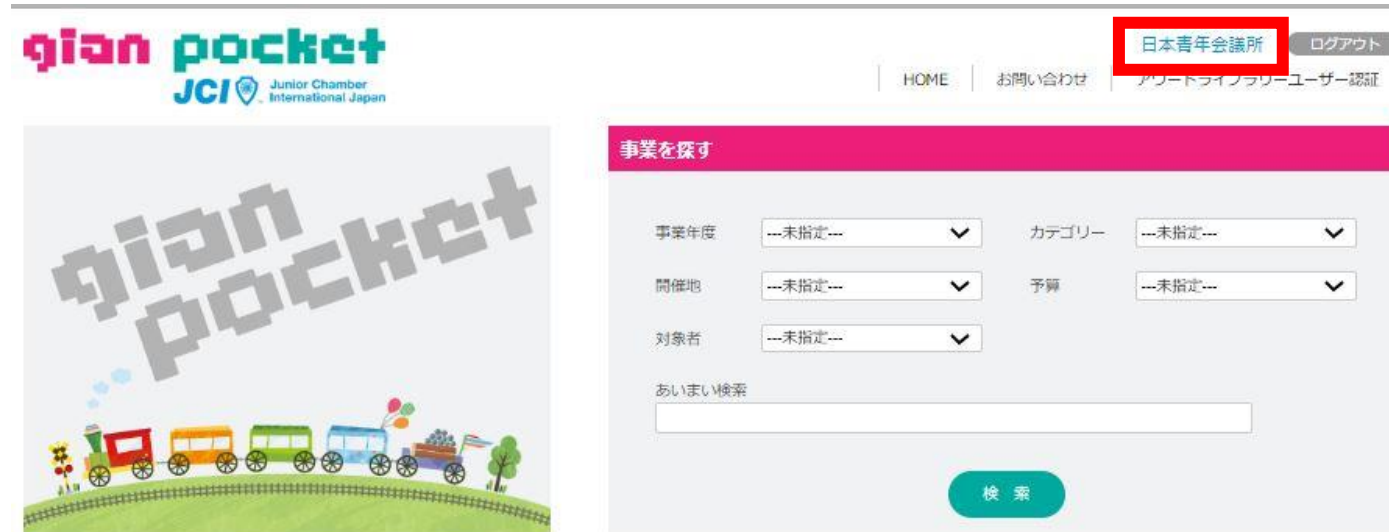 gian pocket
JCI Junior Chamber International Japan
日本青年会議所 ログアウト
HOME お問い合わせ アワードライブラリーユーザー認証
gian
pocket
事業を探す
事業年度 ---未指定--- カテゴリー ---未指定---
開催地 ---未指定--- 予算 ---未指定---
対象者 ---未指定---
あいまい検索
検 索